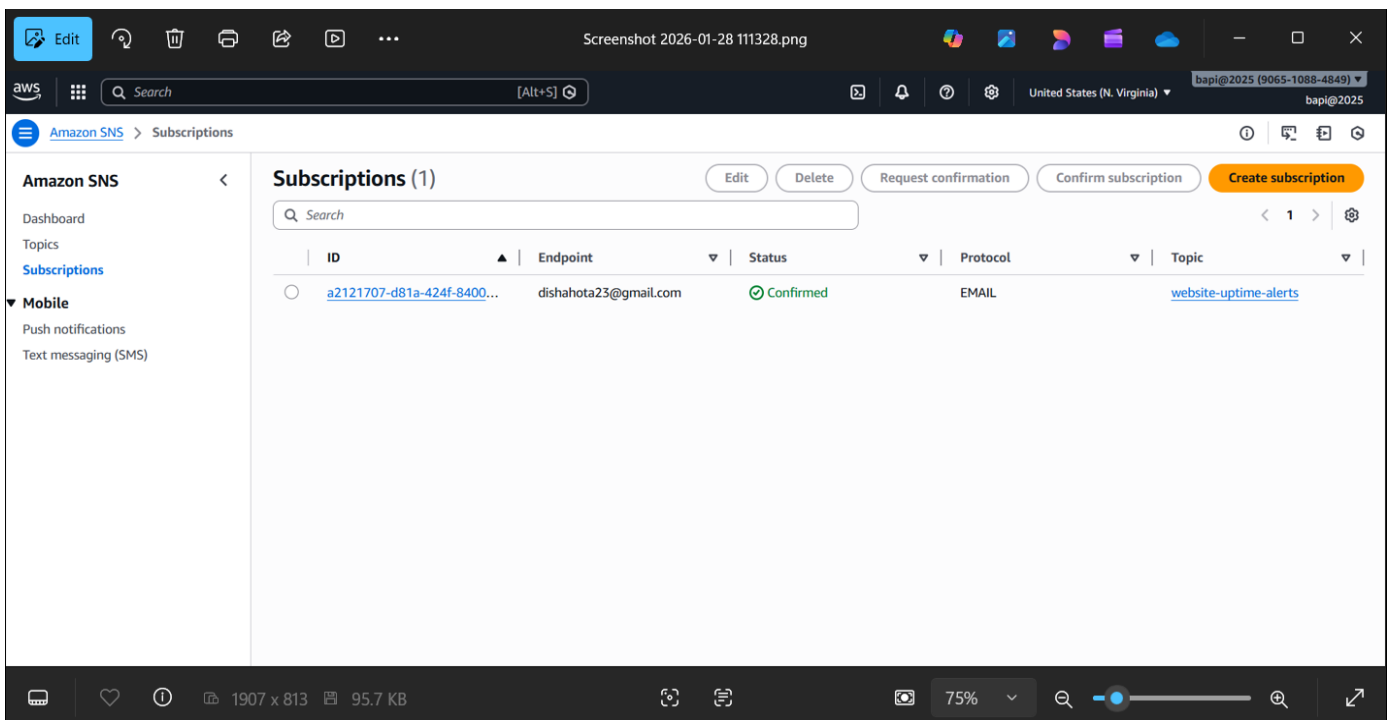 Edit
Screenshot 2026-01-28 111328.png
aws
Search [Alt+S]
United States (N. Virginia)
bapi@2025 (9065-1088-4849)
bapi@2025
Amazon SNS > Subscriptions
Amazon SNS
Dashboard
Topics
Subscriptions
Mobile
Push notifications
Text messaging (SMS)
Subscriptions (1)
Edit Delete Request confirmation Confirm subscription Create subscription
Search
1
ID Endpoint Status Protocol Topic
a2121707-d81a-424f-8400... dishahota23@gmail.com Confirmed EMAIL website-uptime-alerts
1907 x 813 95.7 KB 75%